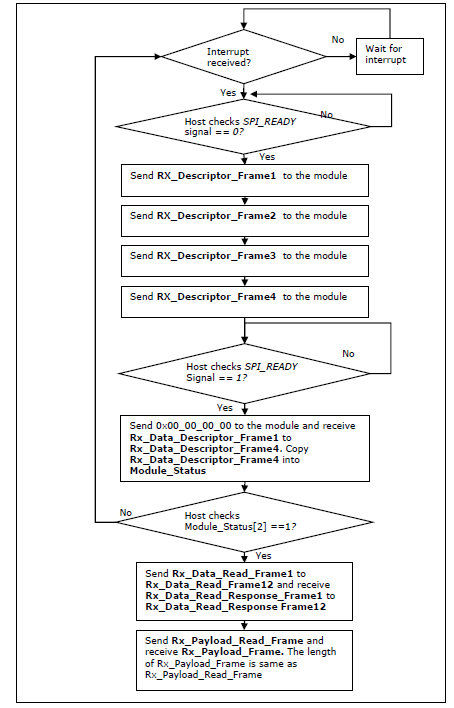 No
Interrupt
received?
Wait for
interrupt
Yes
No
Host checks SPI_READY
signal == 0?
Yes
Send RX_Descriptor_Frame1 to the module
Send RX_Descriptor_Frame2 to the module
Send RX_Descriptor_Frame3 to the module
Send RX_Descriptor_Frame4 to the module
No
Host checks SPI_READY
Signal == 1?
Yes
Send 0x00_00_00_00 to the module and receive
Rx_Data_Descriptor_Frame1 to
Rx_Data_Descriptor_Frame4. Copy
Rx_Data_Descriptor_Frame4 into
Module_Status
No
Host checks
Module_Status[2] ==1?
Yes
Send Rx_Data_Read_Frame1 to
Rx_Data_Read_Frame12 and receive
Rx_Data_Read_Response_Frame1 to
Rx_Data_Read_Response Frame12
Send Rx_Payload_Read_Frame and
receive Rx_Payload_Frame. The length
of Rx_Payload_Frame is same as
Rx_Payload_Read_Frame